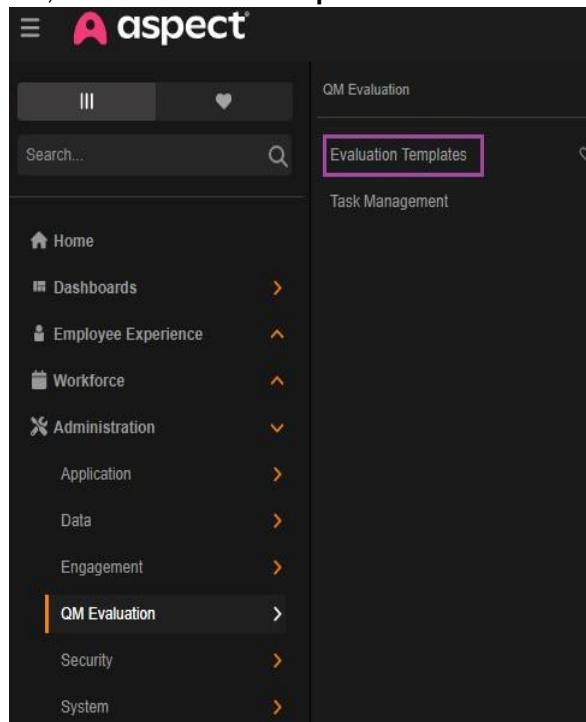 aspect
QM Evaluation
Search...
Evaluation Templates
Task Management
Home
Dashboards
Employee Experience
Workforce
Administration
Application
Data
Engagement
QM Evaluation
Security
System